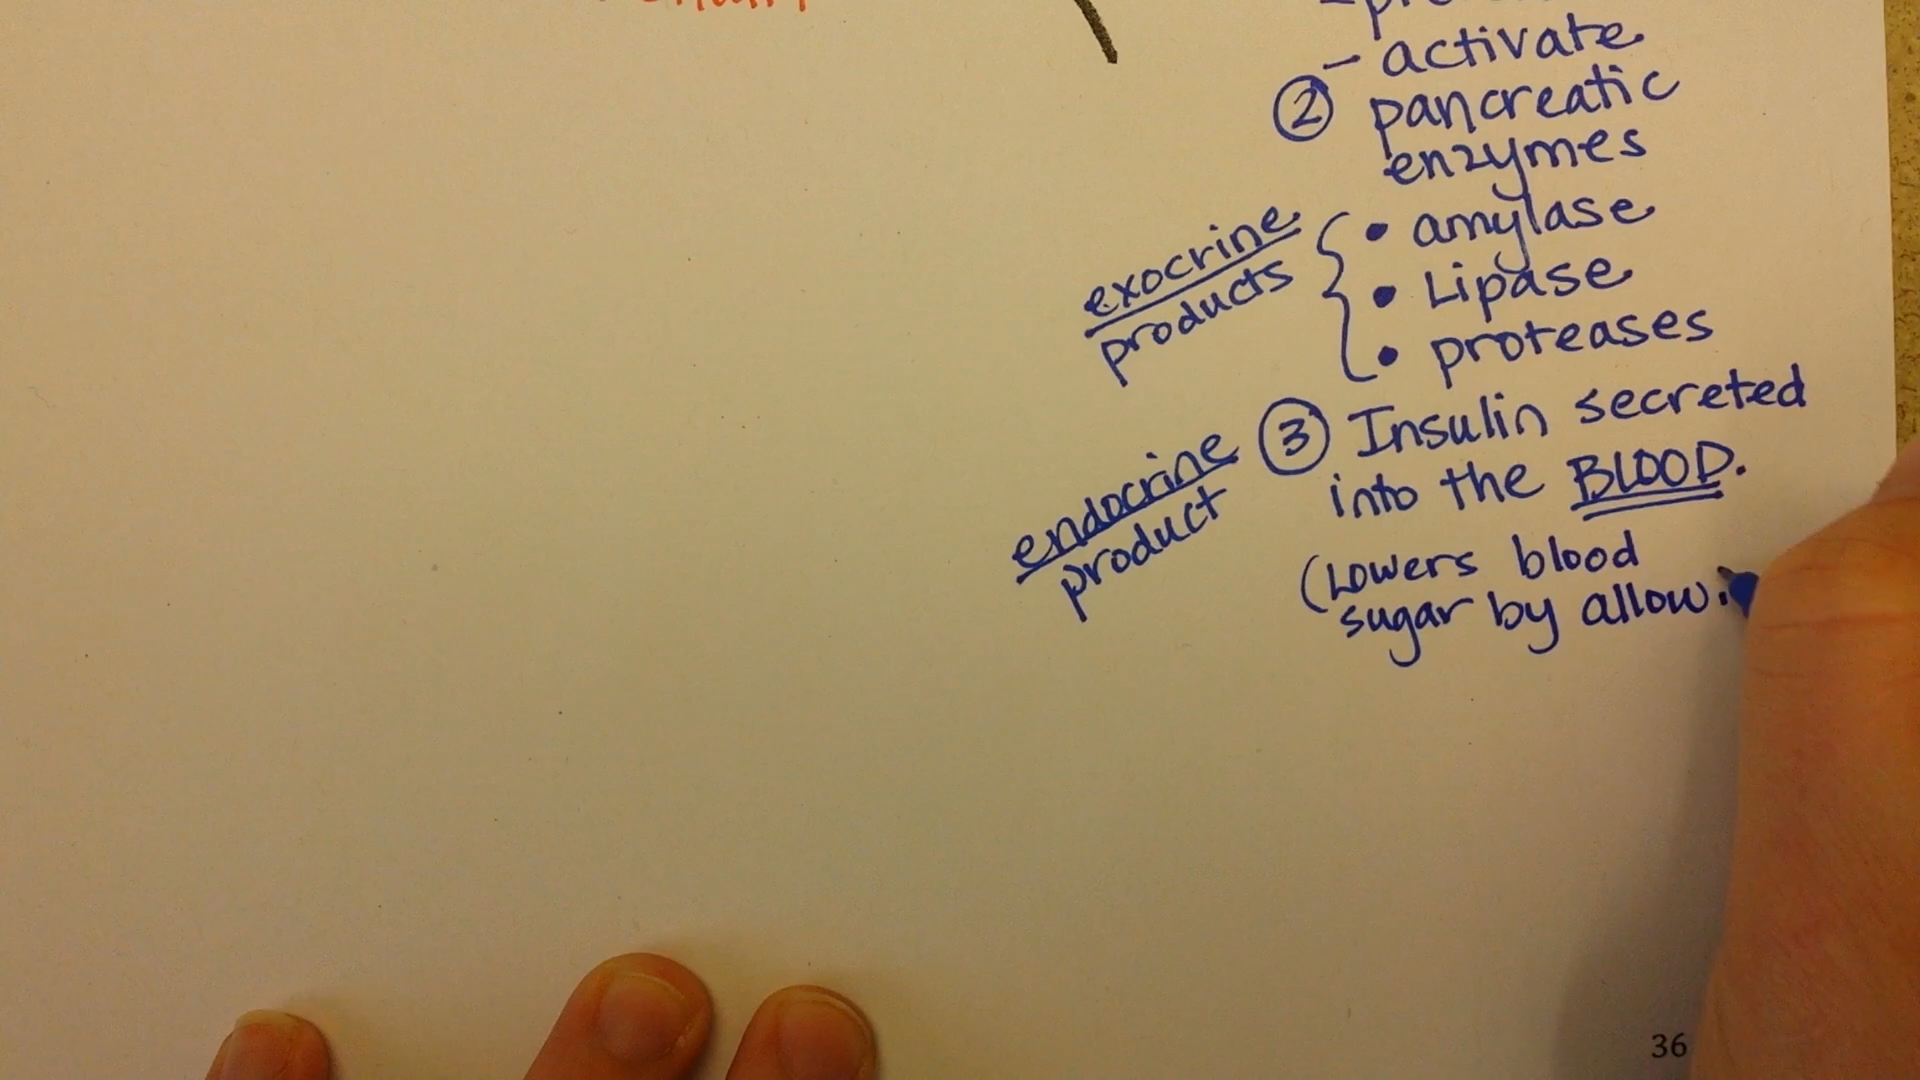 - activate
② pancreatic
enzymes
exocrine
products
• amylase
• Lipase
• proteases
endocrine
product
③ Insulin secreted
into the BLOOD.
(Lowers blood
sugar by allow
36